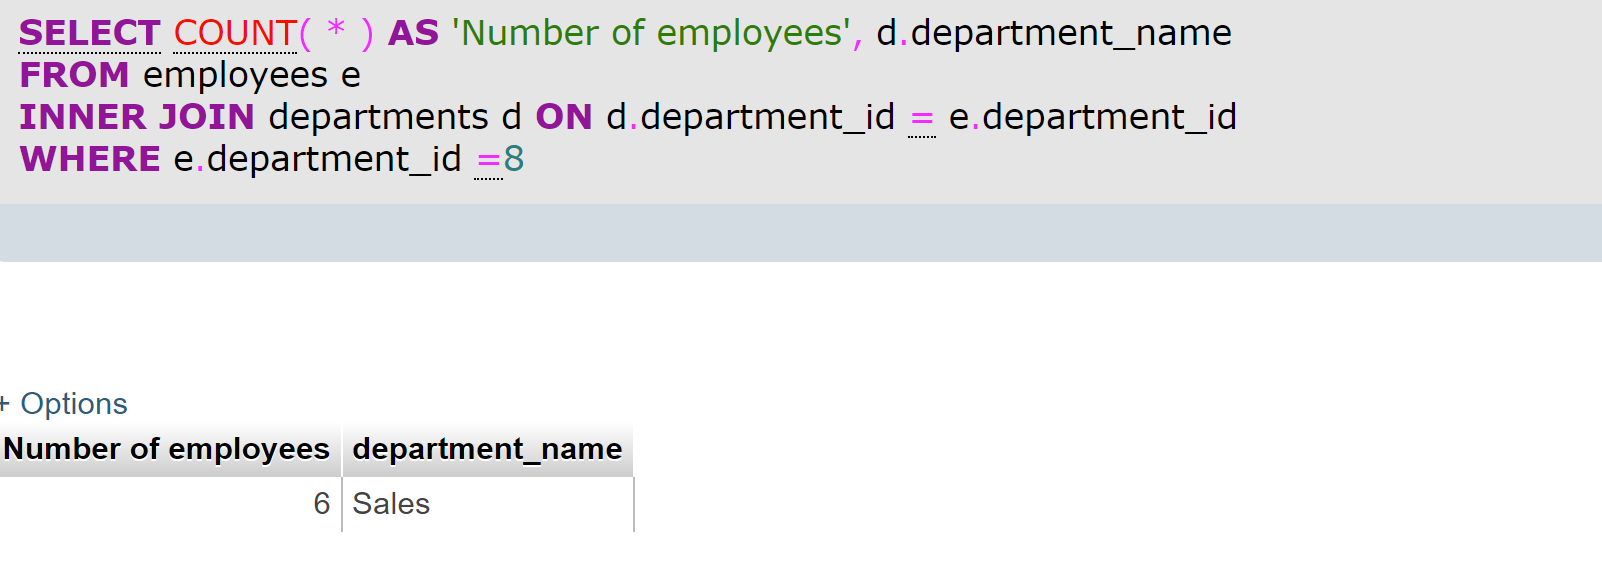 SELECT COUNT( * ) AS 'Number of employees', d.department_name
FROM employees e
INNER JOIN departments d ON d.department_id = e.department_id
WHERE e.department_id =8
+ Options
Number of employees department_name
6 Sales